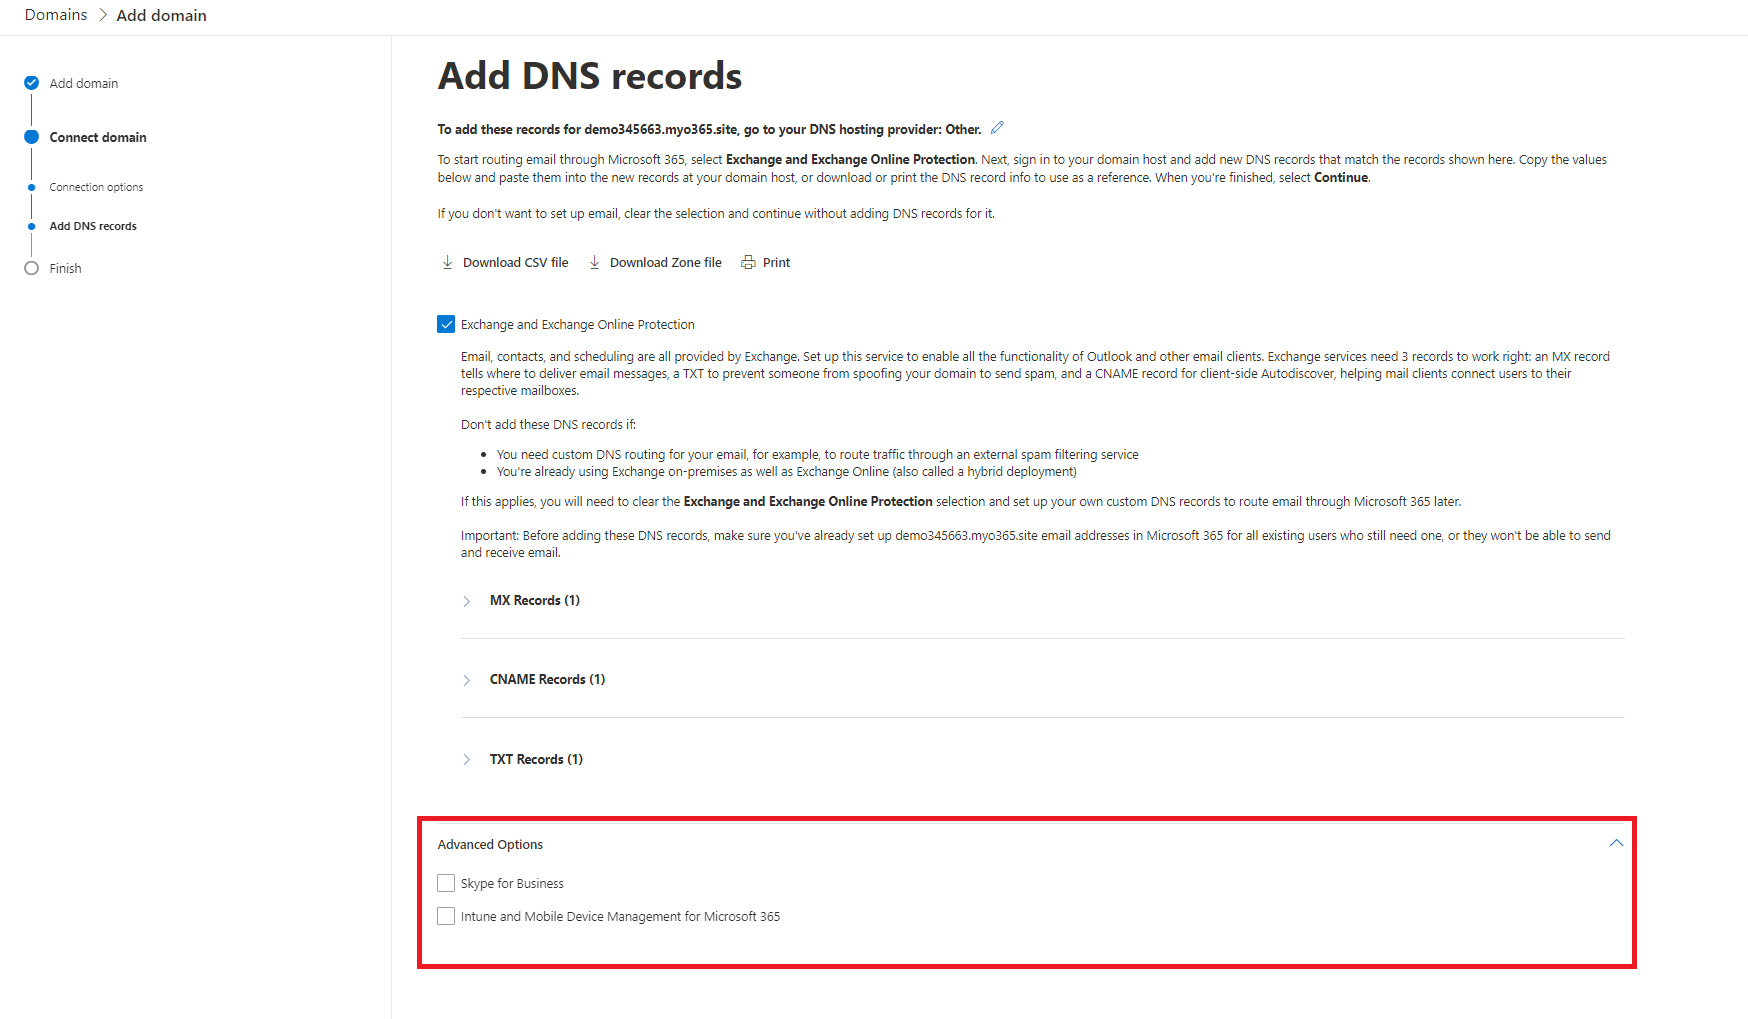 Domains > Add domain
Add domain
Connect domain
Connection options
Add DNS records
Finish
Add DNS records
To add these records for demo345663.myo365.site, go to your DNS hosting provider: Other.
To start routing email through Microsoft 365, select Exchange and Exchange Online Protection. Next, sign in to your domain host and add new DNS records that match the records shown here. Copy the values
below and paste them into the new records at your domain host, or download or print the DNS record info to use as a reference. When you're finished, select Continue.
If you don't want to set up email, clear the selection and continue without adding DNS records for it.
Download CSV file Download Zone file Print
Exchange and Exchange Online Protection
Email, contacts, and scheduling are all provided by Exchange. Set up this service to enable all the functionality of Outlook and other email clients. Exchange services need 3 records to work right: an MX record
tells where to deliver email messages, a TXT to prevent someone from spoofing your domain to send spam, and a CNAME record for client-side Autodiscover, helping mail clients connect users to their
respective mailboxes.
Don't add these DNS records if:
• You need custom DNS routing for your email, for example, to route traffic through an external spam filtering service
• You're already using Exchange on-premises as well as Exchange Online (also called a hybrid deployment)
If this applies, you will need to clear the Exchange and Exchange Online Protection selection and set up your own custom DNS records to route email through Microsoft 365 later.
Important: Before adding these DNS records, make sure you've already set up demo345663.myo365.site email addresses in Microsoft 365 for all existing users who still need one, or they won't be able to send
and receive email.
MX Records (1)
CNAME Records (1)
TXT Records (1)
Advanced Options
Skype for Business
Intune and Mobile Device Management for Microsoft 365